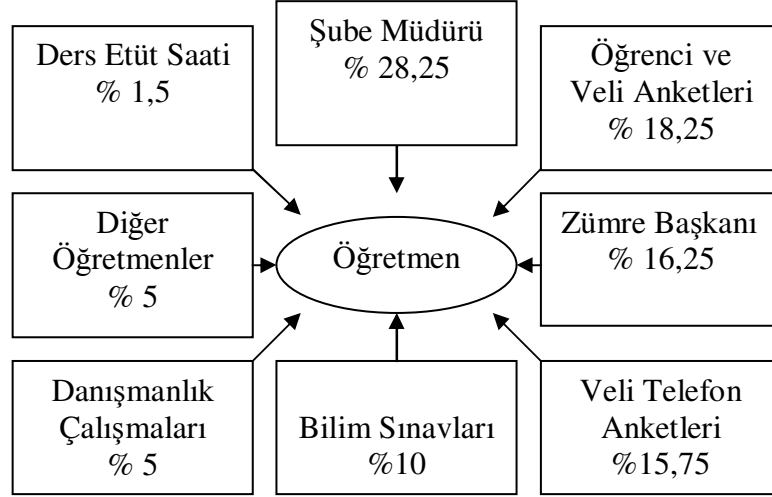 Ders Etüt Saati
% 1,5
Şube Müdürü
% 28,25
Öğrenci ve
Veli Anketleri
% 18,25
Diğer
Öğretmenler
% 5
Öğretmen
Zümre Başkanı
% 16,25
Danışmanlık
Çalışmaları
% 5
Bilim Sınavları
%10
Veli Telefon
Anketleri
%15,75